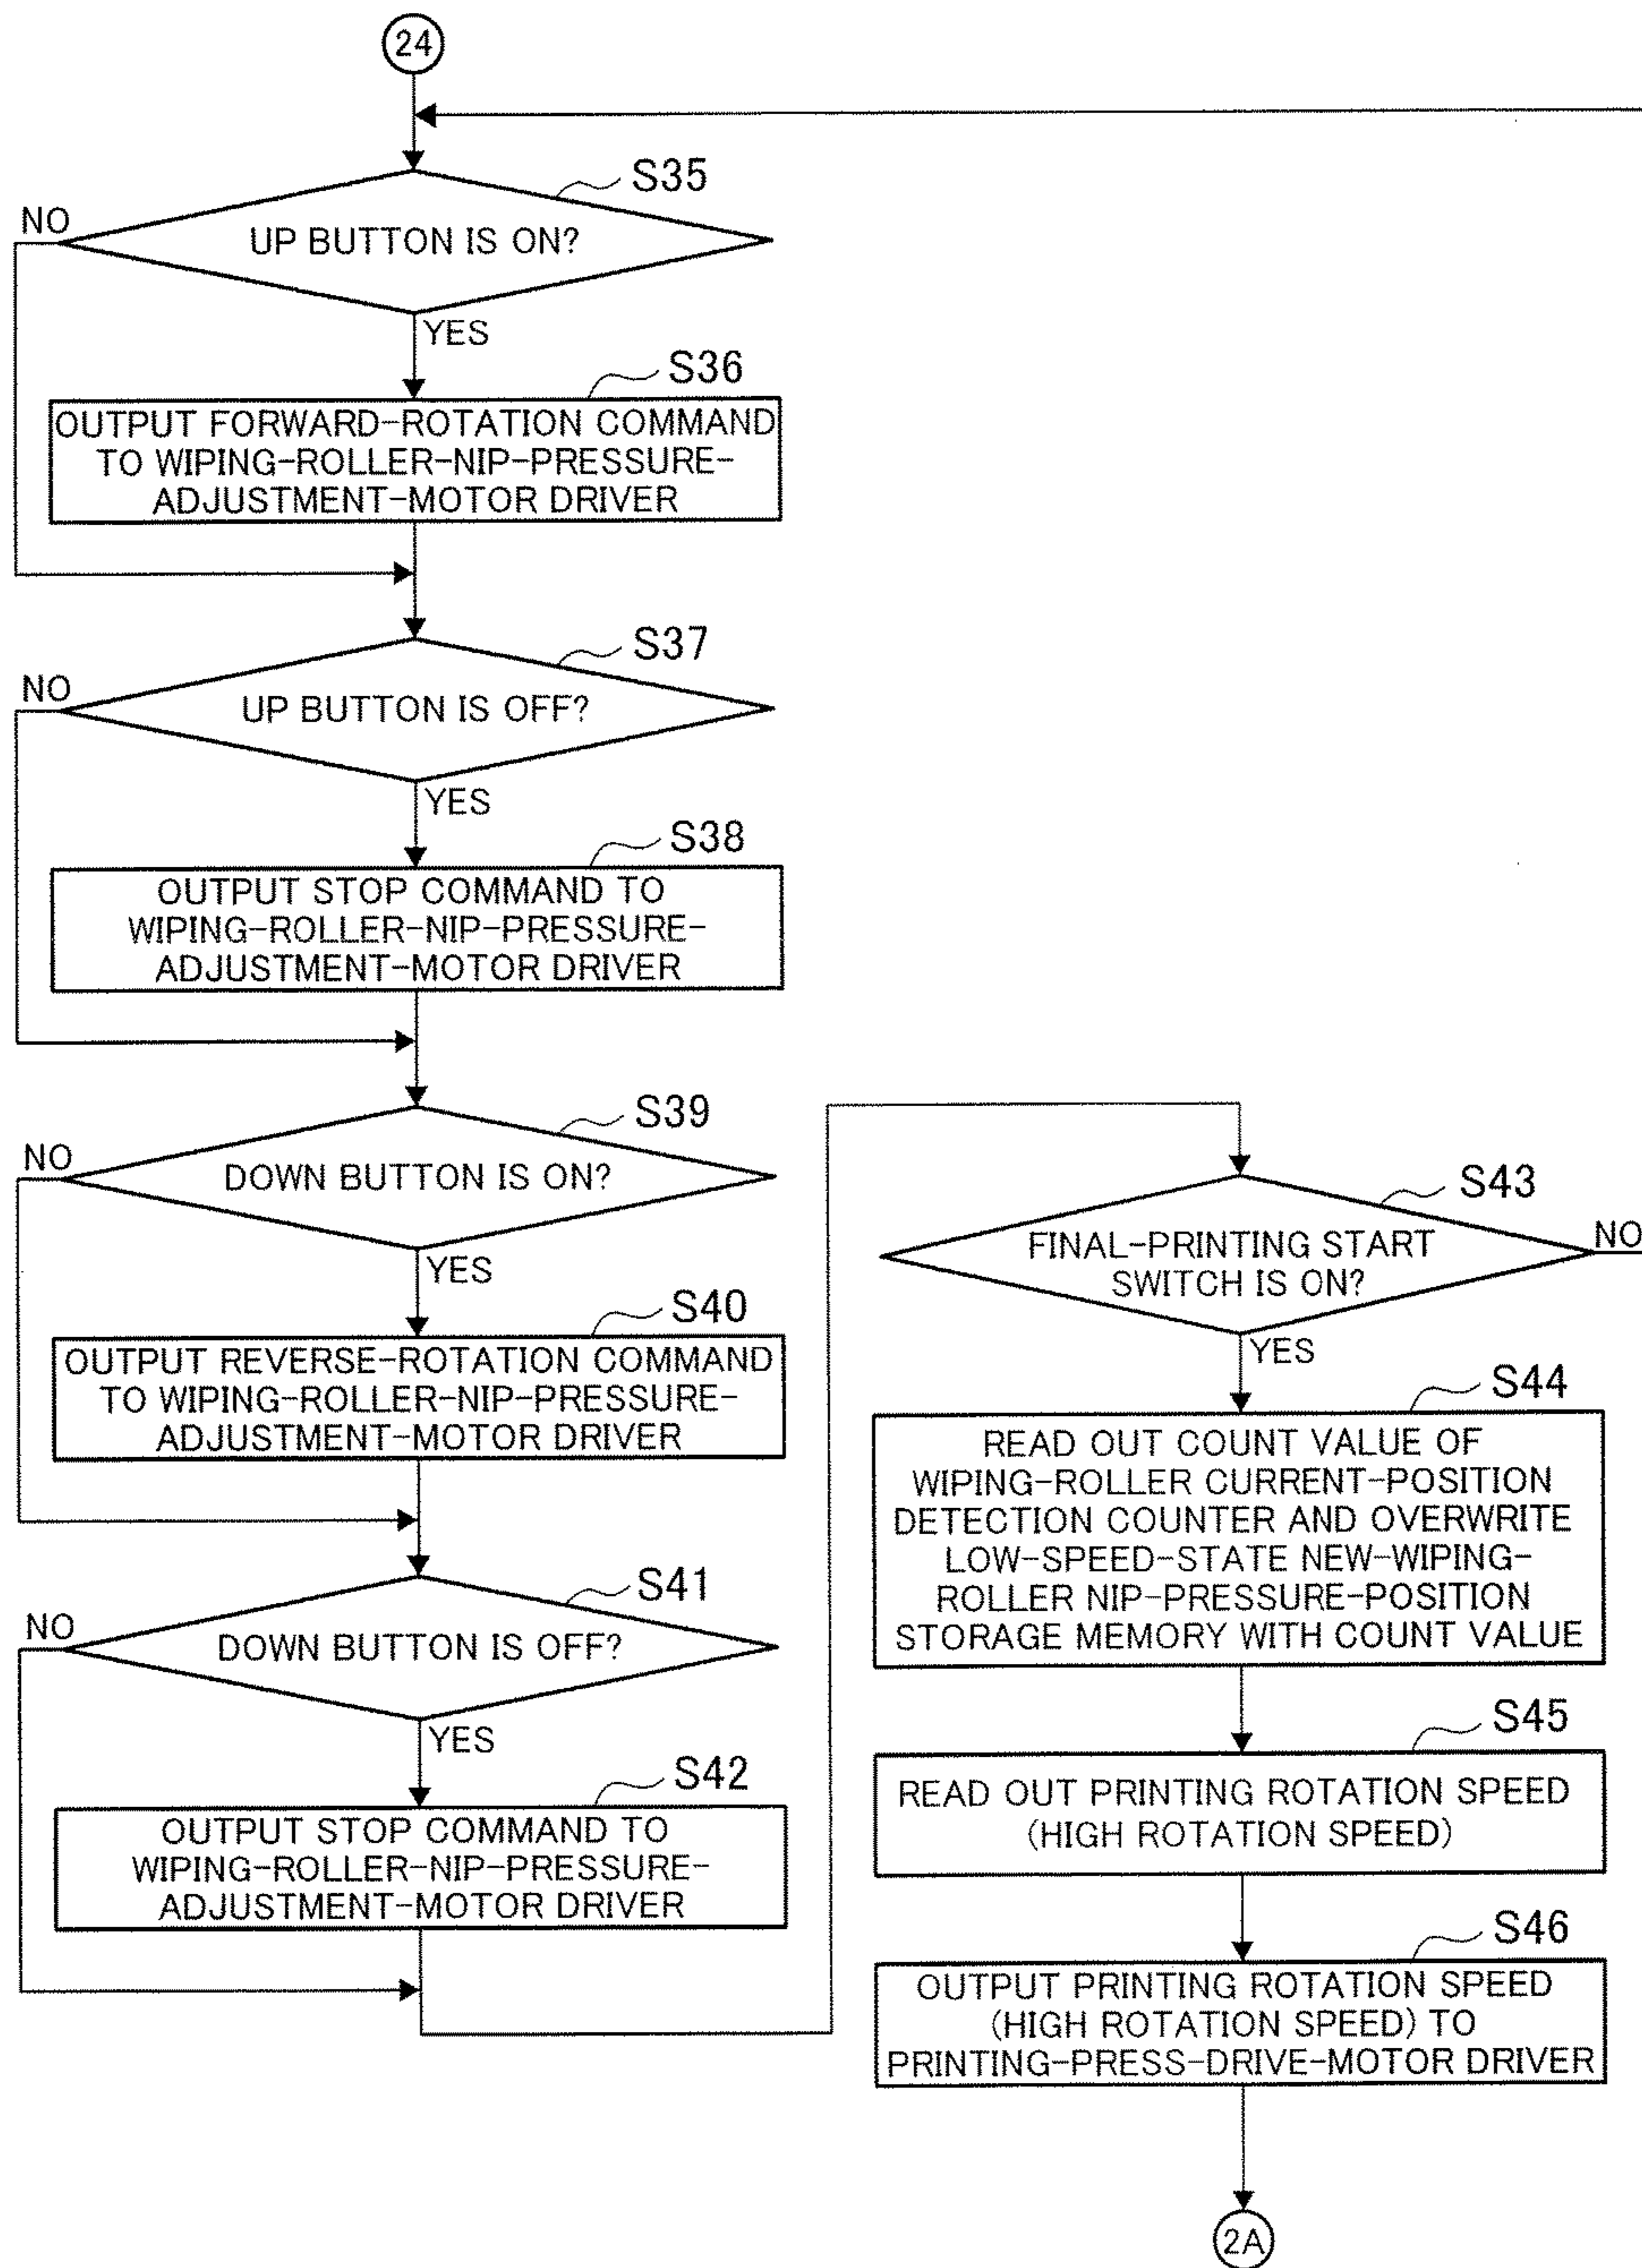 24
S35
NO
UP BUTTON IS ON?
YES
S36
OUTPUT FORWARD-ROTATION COMMAND
TO WIPING-ROLLER-NIP-PRESSURE-
ADJUSTMENT-MOTOR DRIVER
S37
NO
UP BUTTON IS OFF?
YES
S38
OUTPUT STOP COMMAND TO
WIPING-ROLLER-NIP-PRESSURE-
ADJUSTMENT-MOTOR DRIVER
S39
NO
DOWN BUTTON IS ON?
YES
S40
OUTPUT REVERSE-ROTATION COMMAND
TO WIPING-ROLLER-NIP-PRESSURE-
ADJUSTMENT-MOTOR DRIVER
S41
NO
DOWN BUTTON IS OFF?
YES
S42
OUTPUT STOP COMMAND TO
WIPING-ROLLER-NIP-PRESSURE-
ADJUSTMENT-MOTOR DRIVER
S43
NO
FINAL-PRINTING START
SWITCH IS ON?
YES
S44
READ OUT COUNT VALUE OF
WIPING-ROLLER CURRENT-POSITION
DETECTION COUNTER AND OVERWRITE
LOW-SPEED-STATE NEW-WIPING-
ROLLER NIP-PRESSURE-POSITION
STORAGE MEMORY WITH COUNT VALUE
S45
READ OUT PRINTING ROTATION SPEED
(HIGH ROTATION SPEED)
S46
OUTPUT PRINTING ROTATION SPEED
(HIGH ROTATION SPEED) TO
PRINTING-PRESS-DRIVE-MOTOR DRIVER
2A